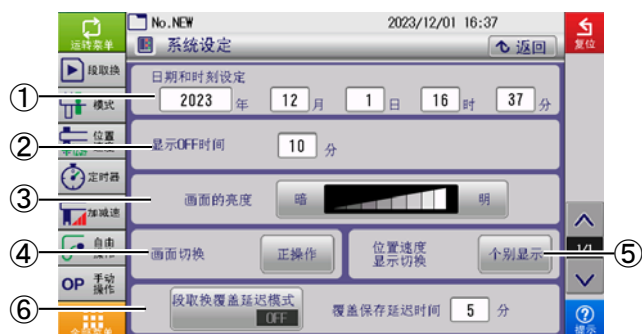 No.NEW 2023/12/01 16:37
运转菜单
系统设定
返回
复位
段取换
日期和时刻设定
① 2023 年 12 月 1 日 16 时 37 分
模式
② 显示OFF时间 10 分
位置
定时器
③ 画面的亮度 暗 明
加减速
④ 画面切换 正操作
位置速度
显示切换
个别显示 ⑤
自由
1/1
OP 手动
操作
⑥ 段取换覆盖延迟模式
OFF
覆盖保存延迟时间 5 分
提示